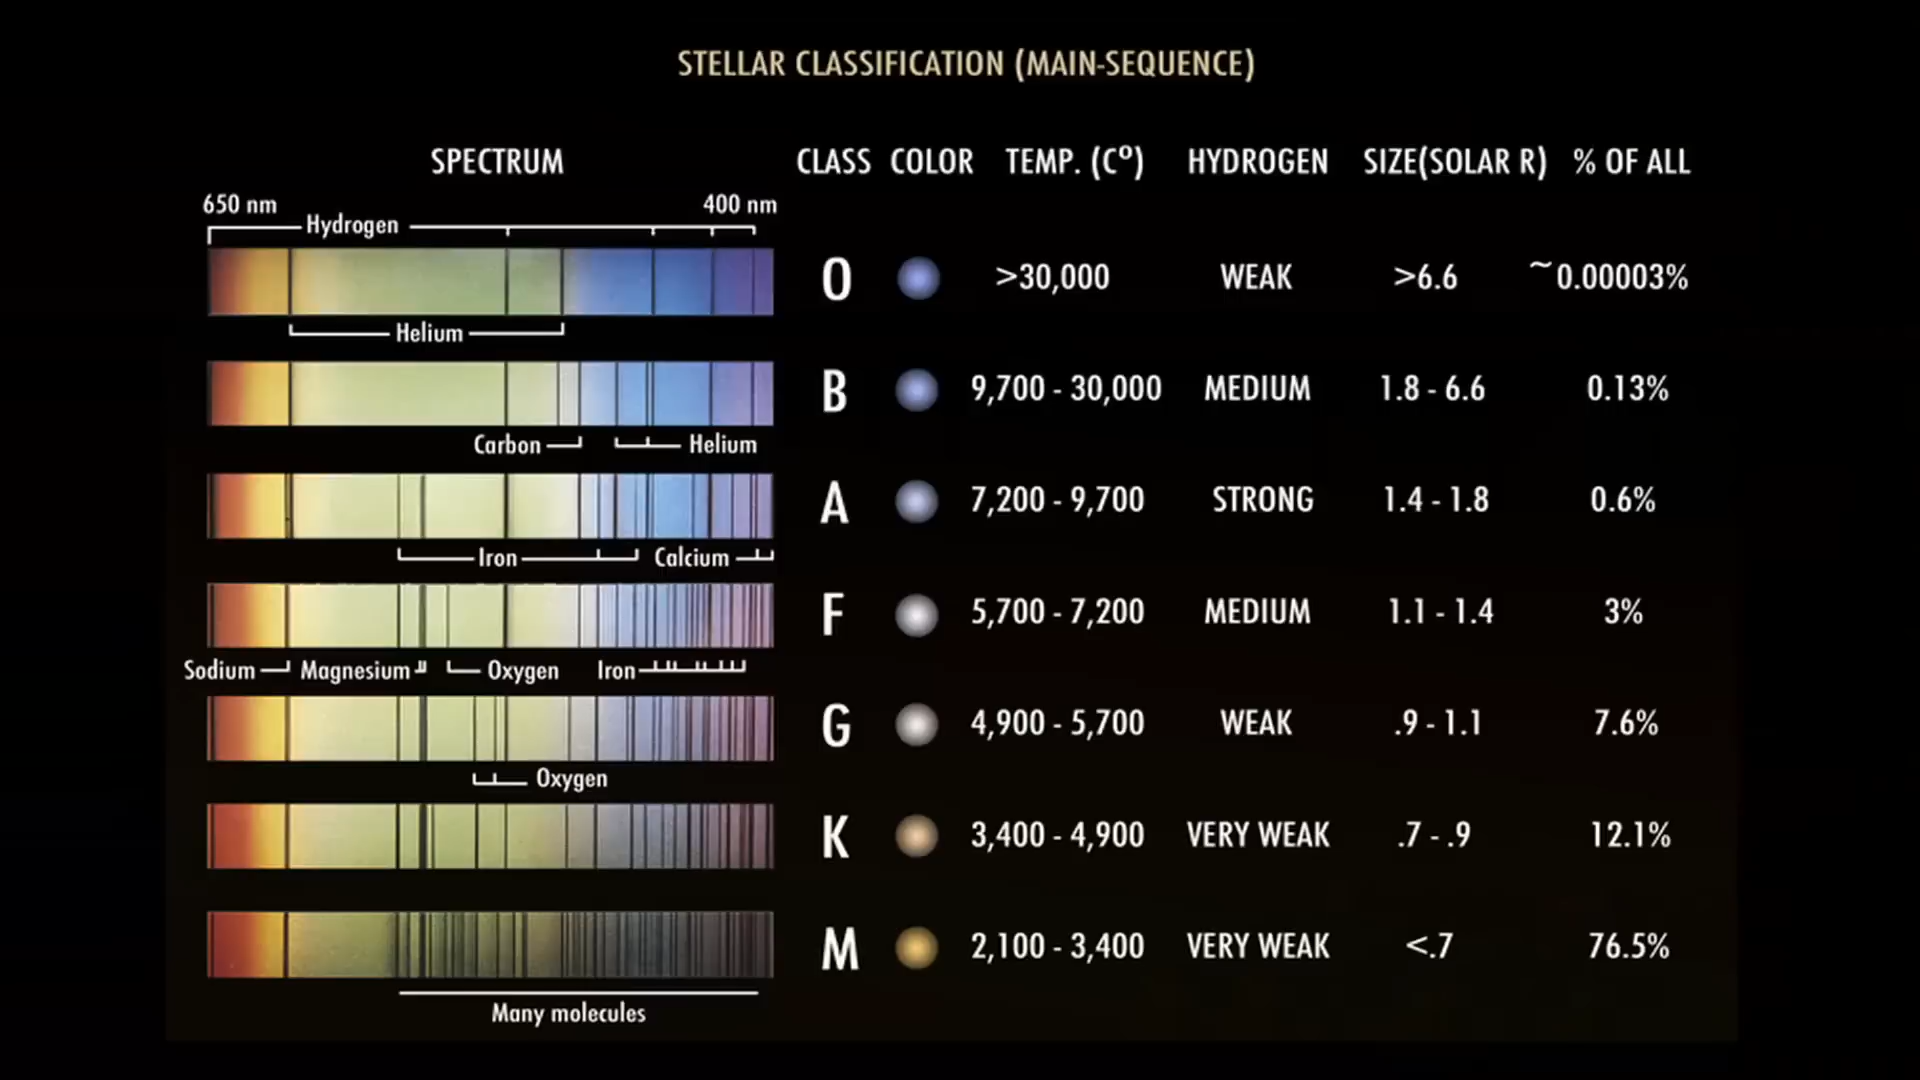 STELLAR CLASSIFICATION (MAIN-SEQUENCE)
SPECTRUM CLASS COLOR TEMP. (Cº) HYDROGEN SIZE(SOLAR R) % OF ALL
650 nm 400 nm
Hydrogen
O >30,000 WEAK >6.6 ~0.00003%
Helium
B 9,700 - 30,000 MEDIUM 1.8 - 6.6 0.13%
Carbon Helium
A 7,200 - 9,700 STRONG 1.4 - 1.8 0.6%
Iron Calcium
F 5,700 - 7,200 MEDIUM 1.1 - 1.4 3%
Sodium Magnesium Oxygen Iron
G 4,900 - 5,700 WEAK .9 - 1.1 7.6%
Oxygen
K 3,400 - 4,900 VERY WEAK .7 - .9 12.1%
M 2,100 - 3,400 VERY WEAK <.7 76.5%
Many molecules